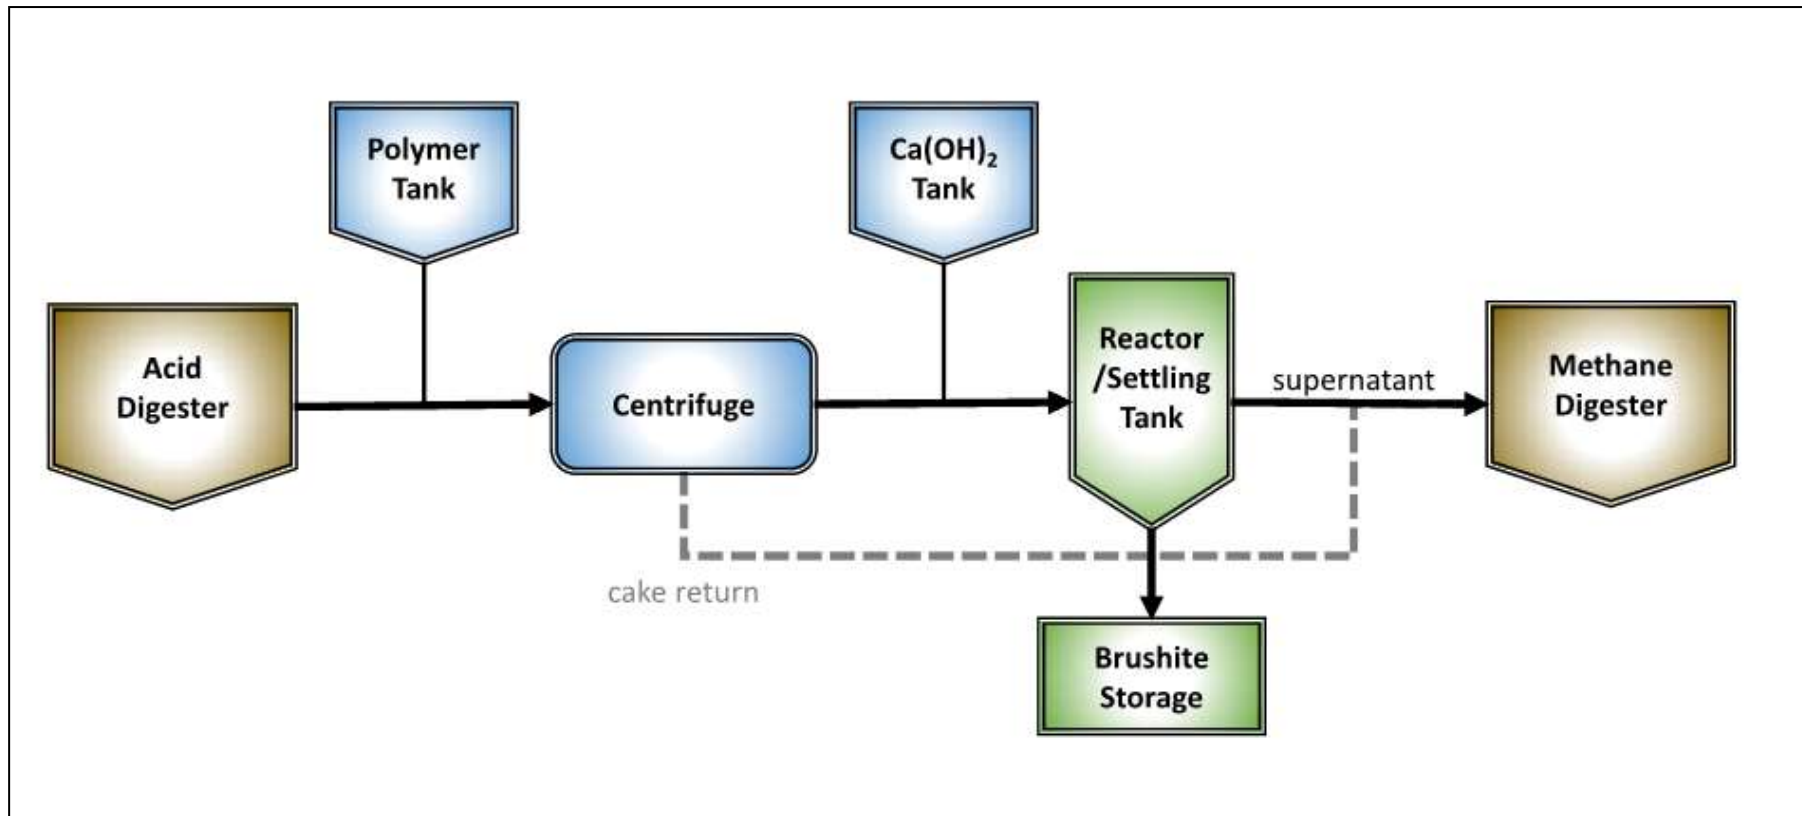 Polymer
Tank
Ca(OH)₂
Tank
Acid
Digester
Centrifuge
Reactor
/Settling
Tank
supernatant
Methane
Digester
cake return
Brushite
Storage